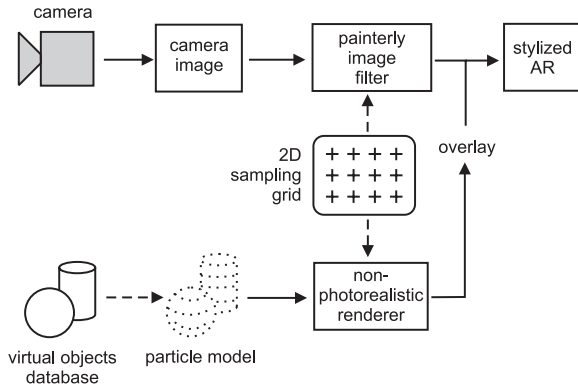 camera
camera
image
painterly
image
filter
stylized
AR
2D
sampling
grid
overlay
non-
photorealistic
renderer
virtual objects
database
particle model